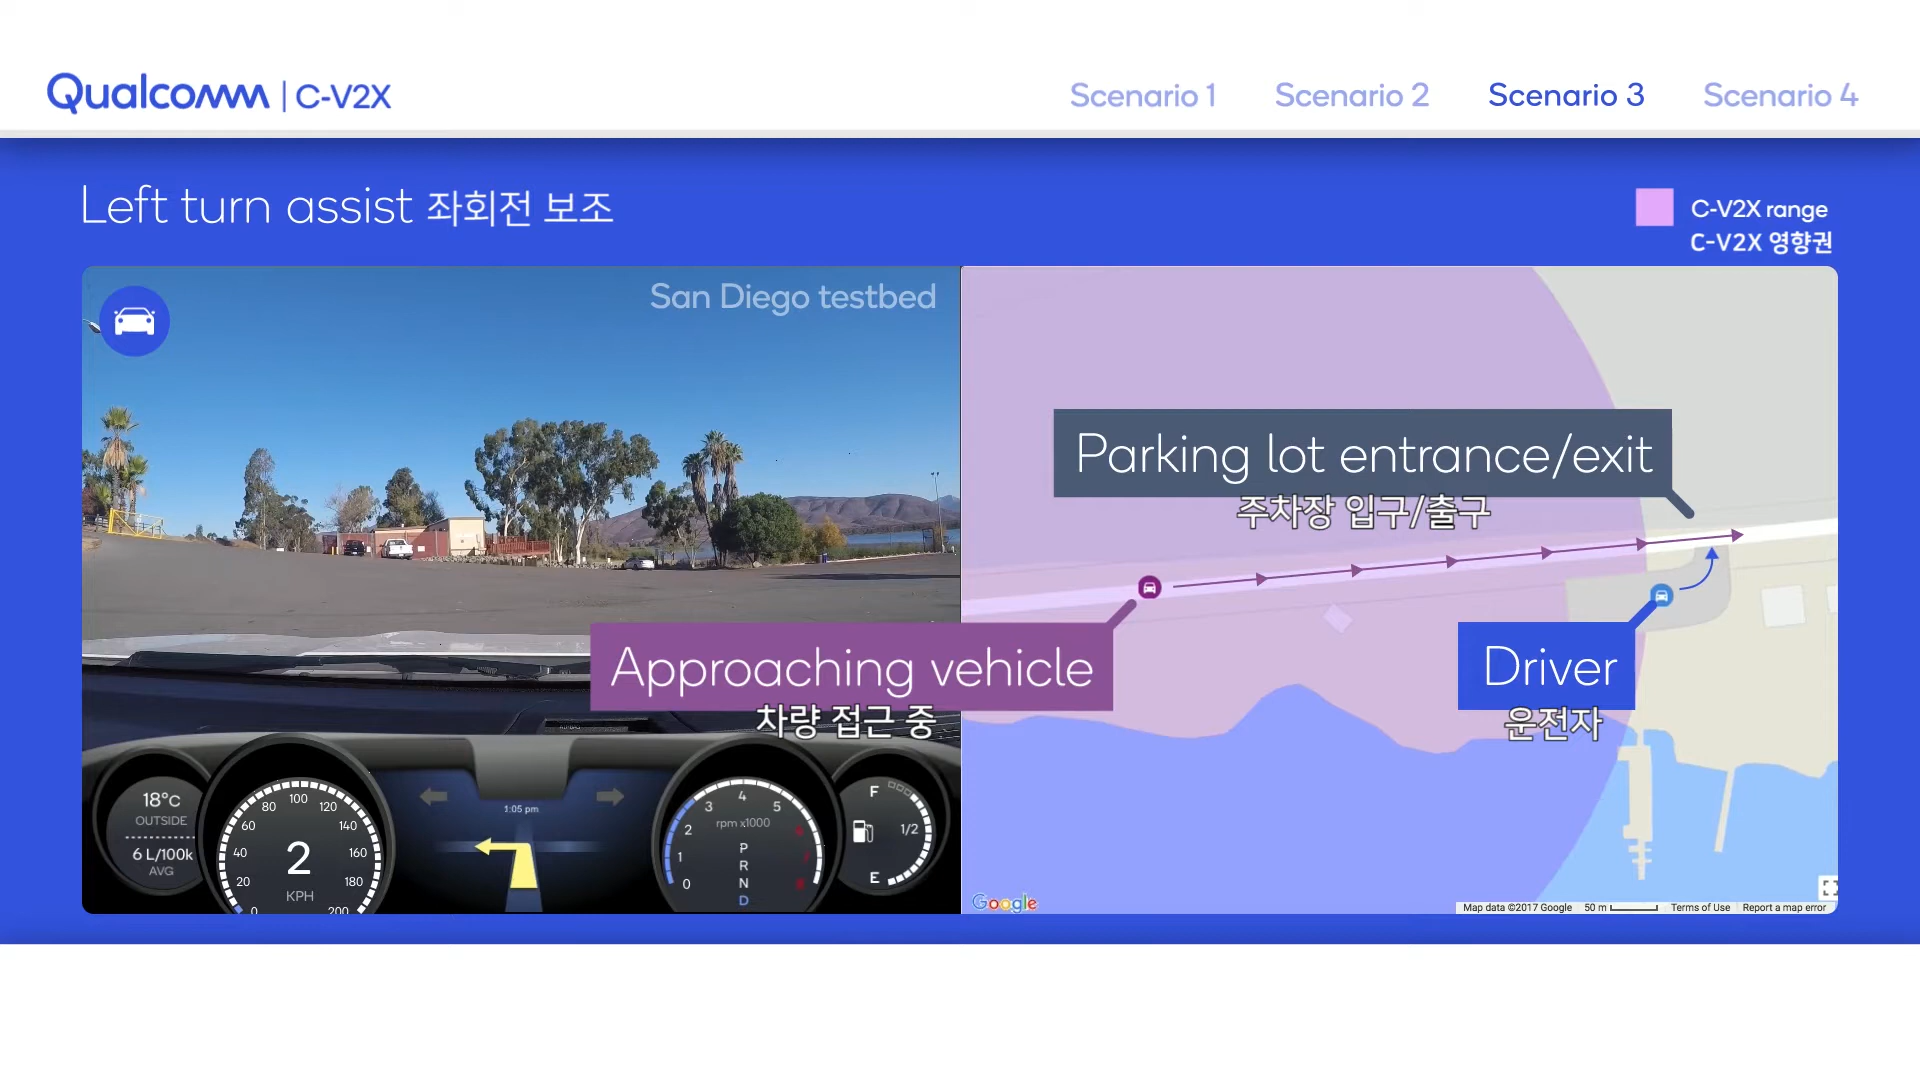 Qualcomm | C-V2X
Scenario 1
Scenario 2
Scenario 3
Scenario 4
Left turn assist 좌회전 보조
C-V2X range
C-V2X 영향권
San Diego testbed
Parking lot entrance/exit
주차장 입구/출구
Approaching vehicle
차량 접근 중
Driver
운전자
18°C
OUTSIDE
6 L/100k
AVG
0
20
40
60
80
100
120
140
160
180
200
2
KPH
1:05 pm
0
1
2
3
4
5
rpm x1000
P
R
N
D
F
1/2
E
Google
Map data ©2017 Google
50 m
Terms of Use
Report a map error